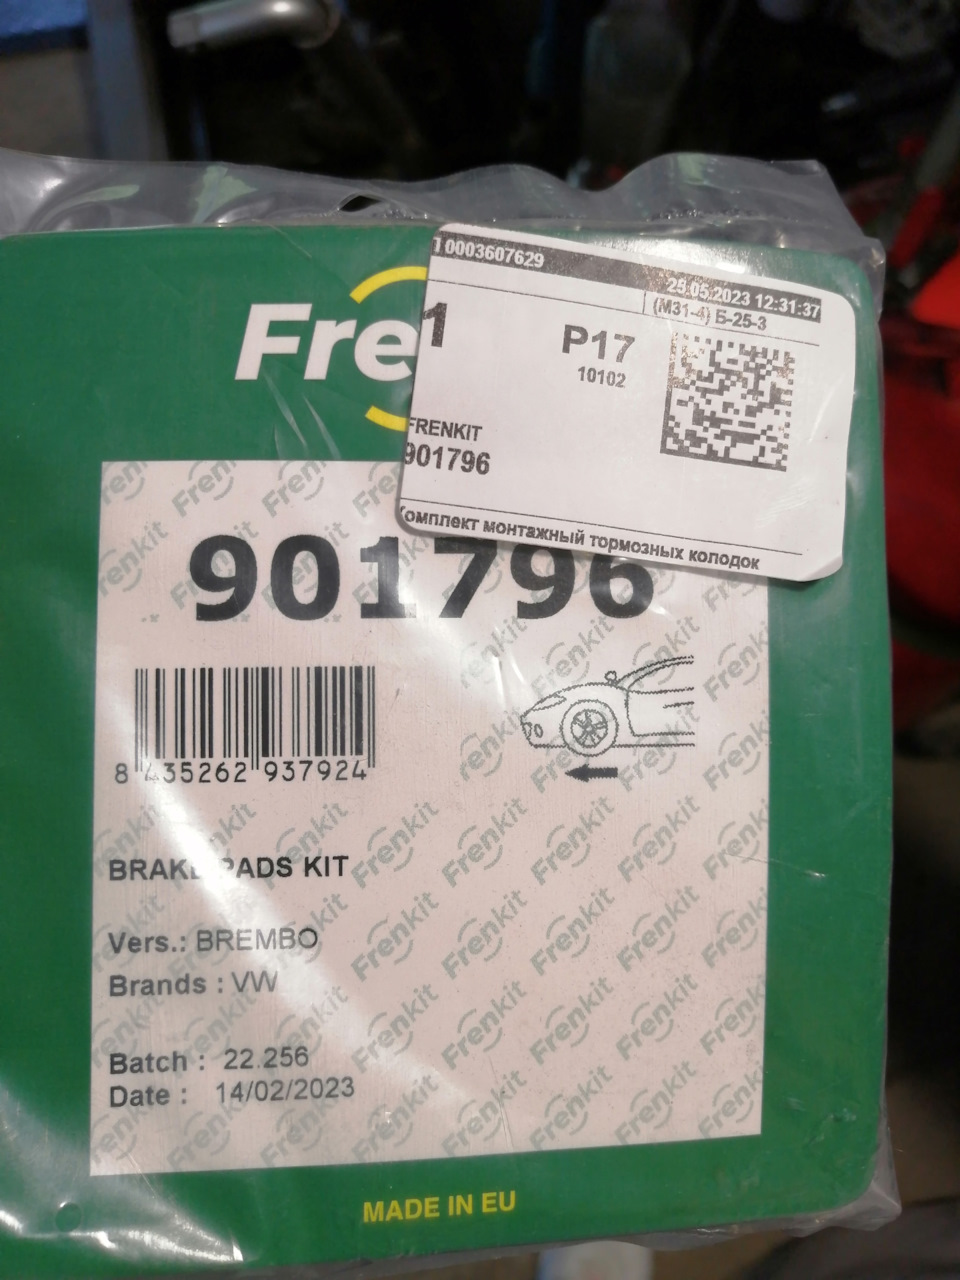 10003607629
25.05.2023 12:31:37
(М31-4) Б-25-3
1
P17
10102
FRENKIT
901796
Комплект монтажный тормозных колодок
Fre
901796
8 435262 937924
BRAKE PADS KIT
Vers.: BREMBO
Brands : VW
Batch : 22.256
Date : 14/02/2023
MADE IN EU
Frenkit